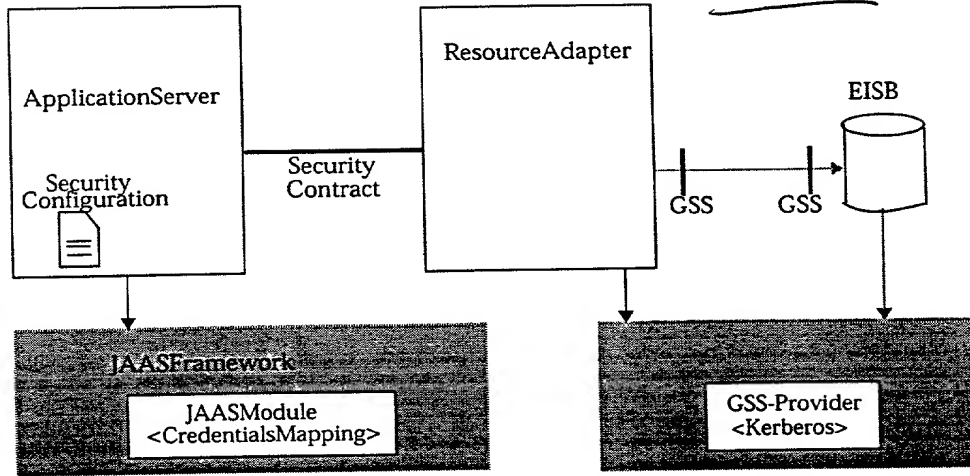 ApplicationServer
Security
Configuration
Security
Contract
ResourceAdapter
EISB
GSS
GSS
JAASFramework
JAASModule
<CredentialsMapping>
GSS-Provider
<Kerberos>